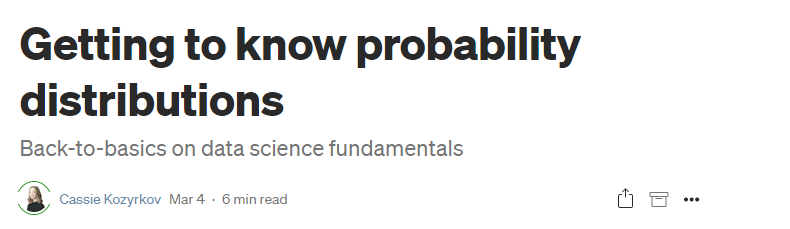 Getting to know probability
distributions
Back-to-basics on data science fundamentals
Cassie Kozyrkov Mar 4 · 6 min read